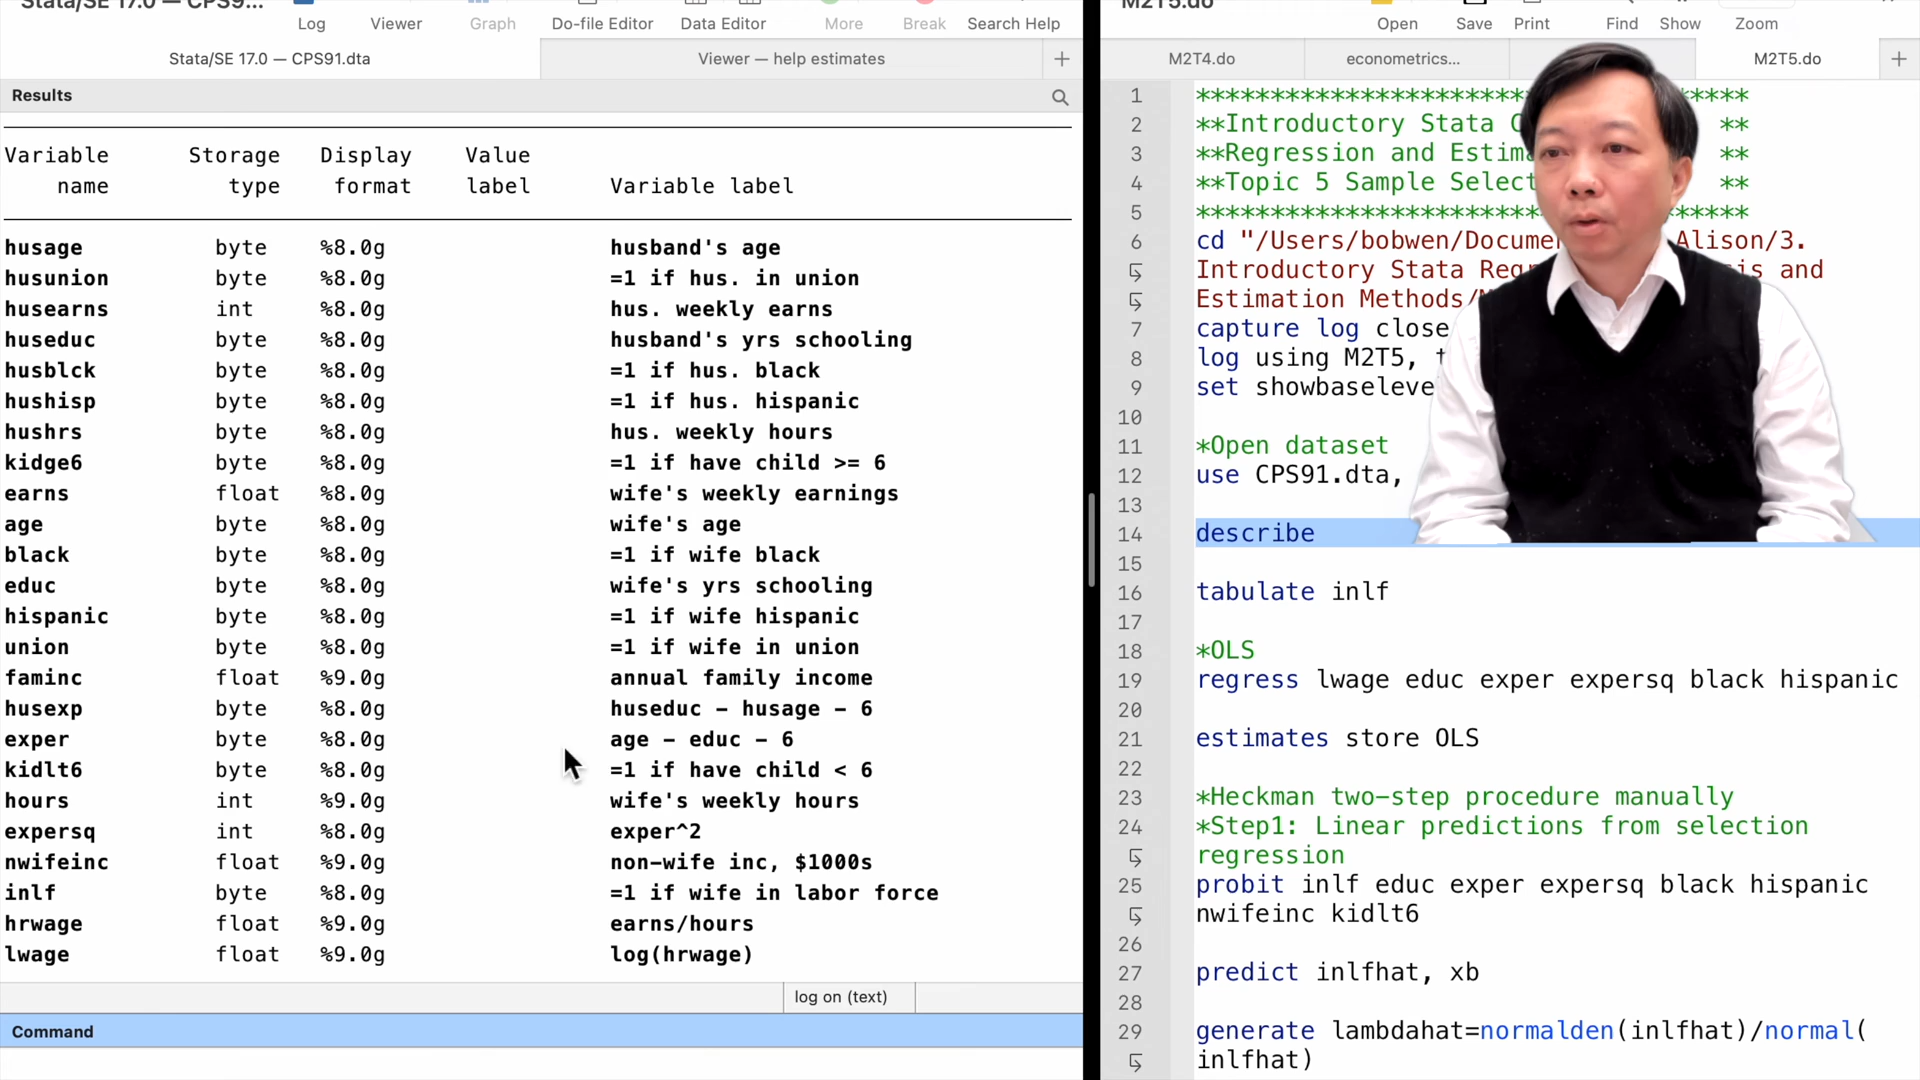 Stata/SE 17.0 — CPS9...
Log
Viewer
Graph
Do-file Editor
Data Editor
More
Break
Search Help
Stata/SE 17.0 — CPS91.dta
Viewer — help estimates
Results
Variable Storage Display Value
name type format label Variable label
husage byte %8.0g husband's age
husunion byte %8.0g =1 if hus. in union
husearns int %8.0g hus. weekly earns
huseduc byte %8.0g husband's yrs schooling
husblck byte %8.0g =1 if hus. black
hushisp byte %8.0g =1 if hus. hispanic
hushrs byte %8.0g hus. weekly hours
kidge6 byte %8.0g =1 if have child >= 6
earns float %8.0g wife's weekly earnings
age byte %8.0g wife's age
black byte %8.0g =1 if wife black
educ byte %8.0g wife's yrs schooling
hispanic byte %8.0g =1 if wife hispanic
union byte %8.0g =1 if wife in union
faminc float %9.0g annual family income
husexp byte %8.0g huseduc - husage - 6
exper byte %8.0g age - educ - 6
kidlt6 byte %8.0g =1 if have child < 6
hours int %9.0g wife's weekly hours
expersq int %8.0g exper^2
nwifeinc float %9.0g non-wife inc, $1000s
inlf byte %8.0g =1 if wife in labor force
hrwage float %9.0g earns/hours
lwage float %9.0g log(hrwage)
log on (text)
Command
M2T5.do
Open
Save
Print
Find
Show
Zoom
M2T4.do
econometrics...
M2T5.do
1 ********************** **
2 **Introductory Stata **
3 **Regression and **
4 **Topic 5 Sample **
5 *********************** *****
6 cd "/Users/bobwen/ Alison/3.
Introductory Stata and
Estimation
7 capture log close
8 log using M2T5,
9 set
10
11 *Open dataset
12 use CPS91.dta,
13
14 describe
15
16 tabulate inlf
17
18 *OLS
19 regress lwage educ exper expersq black hispanic
20
21 estimates store OLS
22
23 *Heckman two-step procedure manually
24 *Step1: Linear predictions from selection
regression
25 probit inlf educ exper expersq black hispanic
nwifeinc kidlt6
26
27 predict inlfhat, xb
28
29 generate lambdahat=normalden(inlfhat)/normal(
inlfhat)